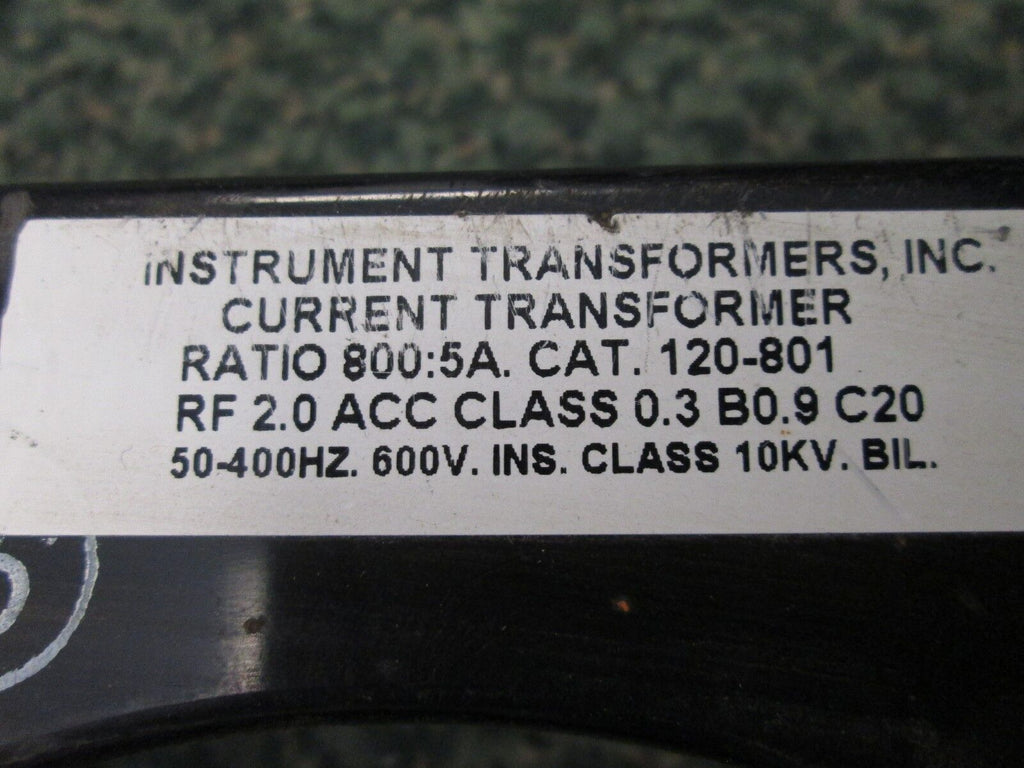 INSTRUMENT TRANSFORMERS, INC.
CURRENT TRANSFORMER
RATIO 800:5A. CAT. 120-801
RF 2.0 ACC CLASS 0.3 B0.9 C20
50-400HZ. 600V. INS. CLASS 10KV. BIL.